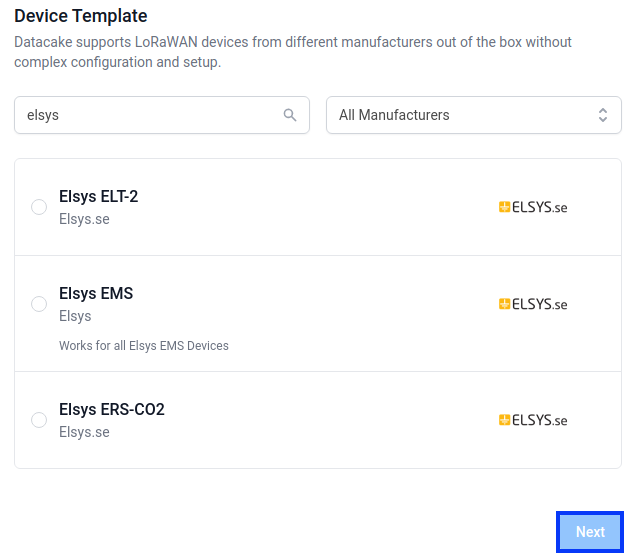 Device Template
Datacake supports LoRaWAN devices from different manufacturers out of the box without
complex configuration and setup.
elsys
All Manufacturers
Elsys ELT-2
Elsys.se
ELSYS.se
Elsys EMS
Elsys
Works for all Elsys EMS Devices
ELSYS.se
Elsys ERS-CO2
Elsys.se
ELSYS.se
Next